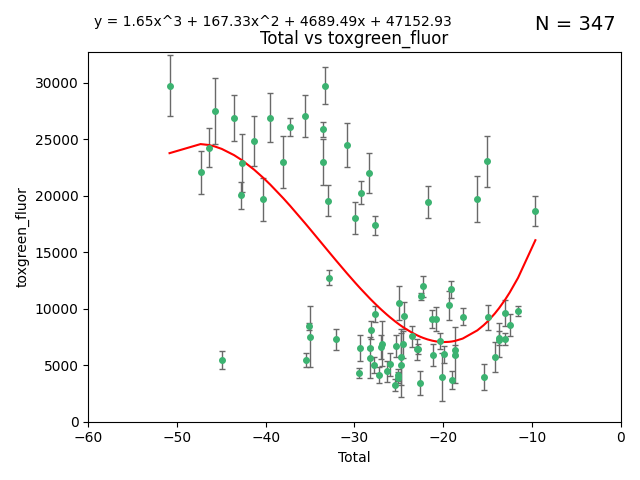 y = 1.65x^3 + 167.33x^2 + 4689.49x + 47152.93
N = 347
Total vs toxgreen_fluor
toxgreen_fluor
30000
25000
20000
15000
10000
5000
0
−60
−50
−40
−30
−20
−10
0
Total